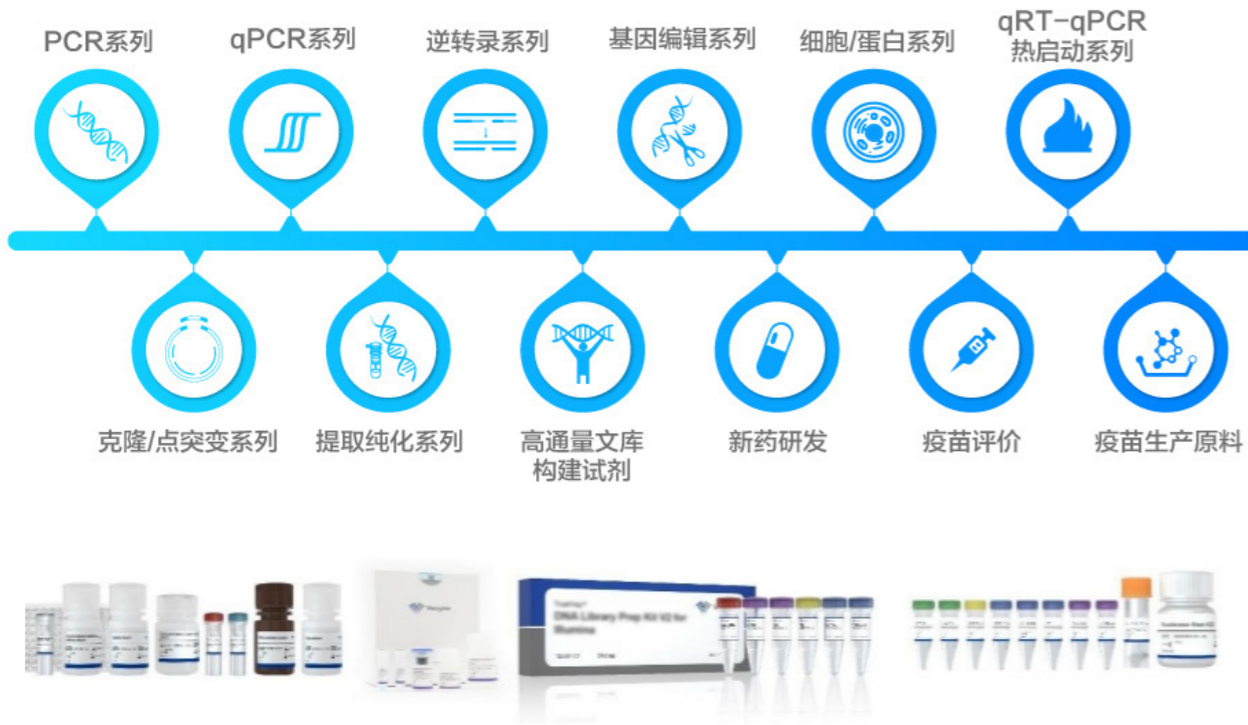 PCR系列
qPCR系列
逆转录系列
基因编辑系列
细胞/蛋白系列
qRT-qPCR
热启动系列
克隆/点突变系列
提取纯化系列
高通量文库
构建试剂
新药研发
疫苗评价
疫苗生产原料
Vazyme
DNA Library Prep Kit V2 for
Illumina